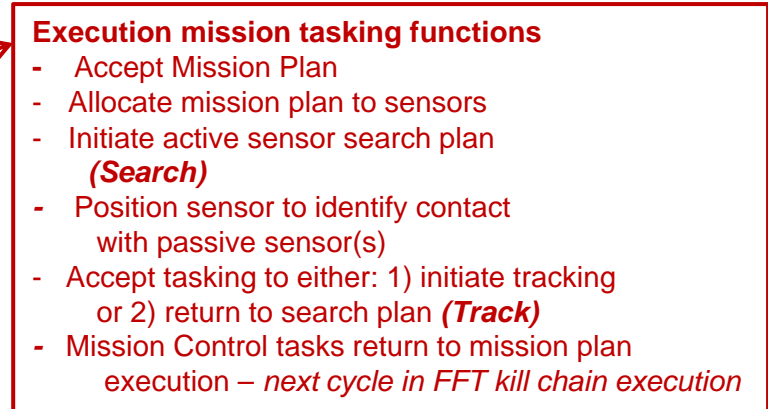 Execution mission tasking functions
- Accept Mission Plan
- Allocate mission plan to sensors
- Initiate active sensor search plan
(Search)
- Position sensor to identify contact
with passive sensor(s)
- Accept tasking to either: 1) initiate tracking
or 2) return to search plan (Track)
- Mission Control tasks return to mission plan
execution – next cycle in FFT kill chain execution